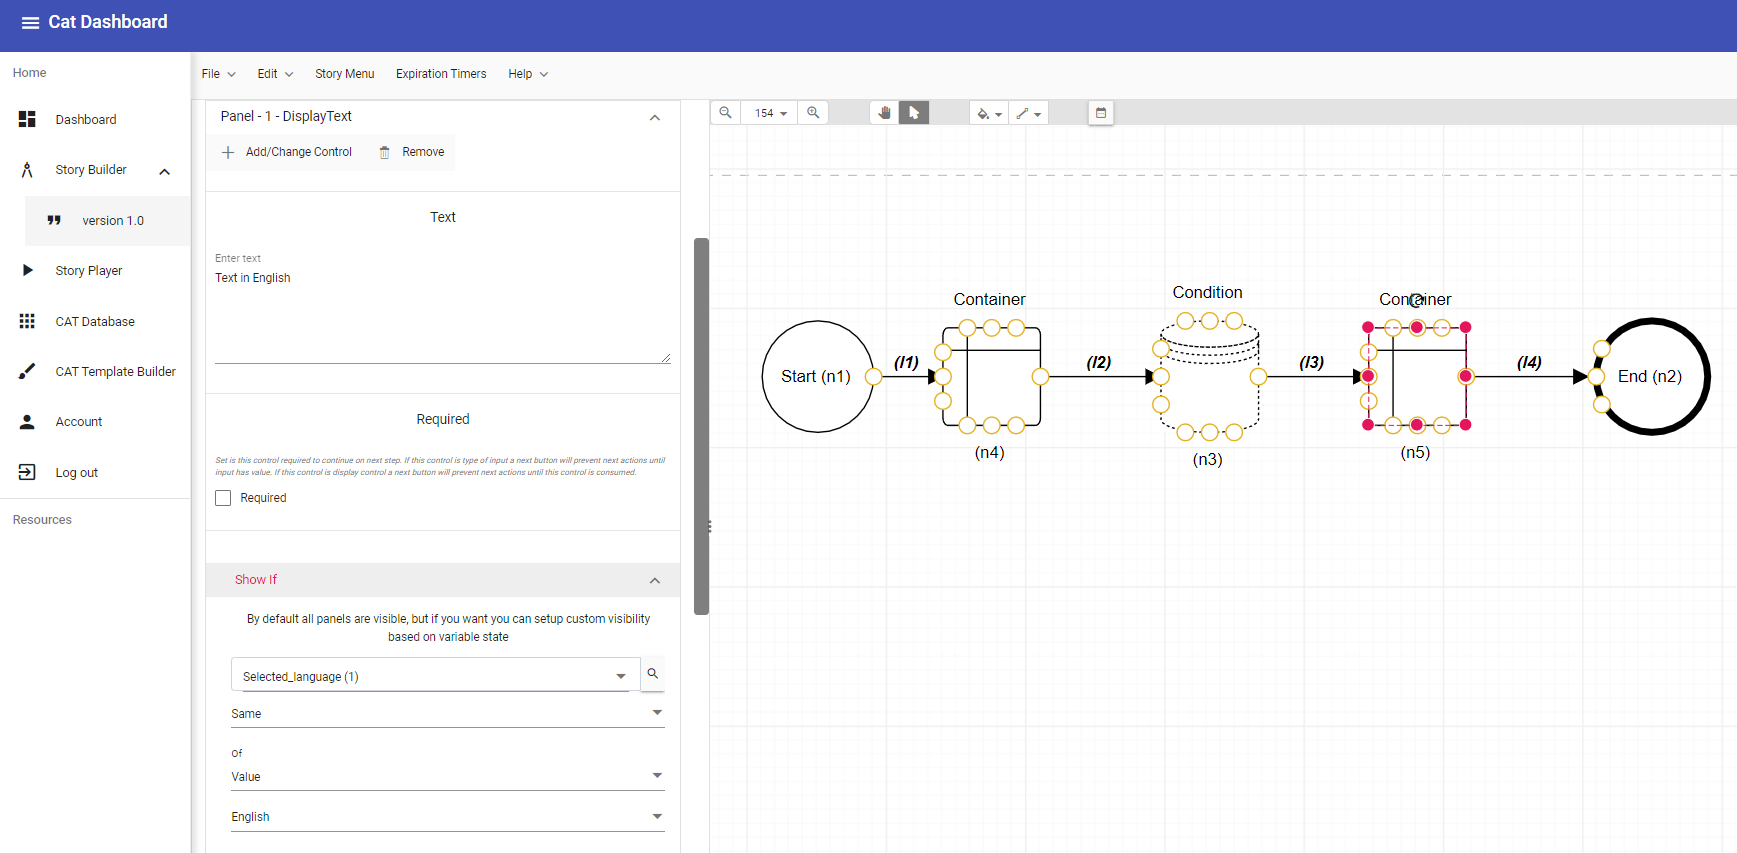 Cat Dashboard
Home
Dashboard
Story Builder
version 1.0
Story Player
CAT Database
CAT Template Builder
Account
Log out
Resources
File Edit Story Menu Expiration Timers Help
Panel - 1 - DisplayText
Add/Change Control Remove
Text
Enter text
Text in English
Required
Set is this control required to continue on next step. If this control is type of input a next button will prevent next actions until
input has value. If this control is display control a next button will prevent next actions until this control is consumed.
Required
Show If
By default all panels are visible, but if you want you can setup custom visibility
based on variable state
Selected_language (1)
Same
Of
Value
English
154
Container Condition Container
Start (n1) (l1) (l2) (l3) (l4) End (n2)
(n4) (n3) (n5)